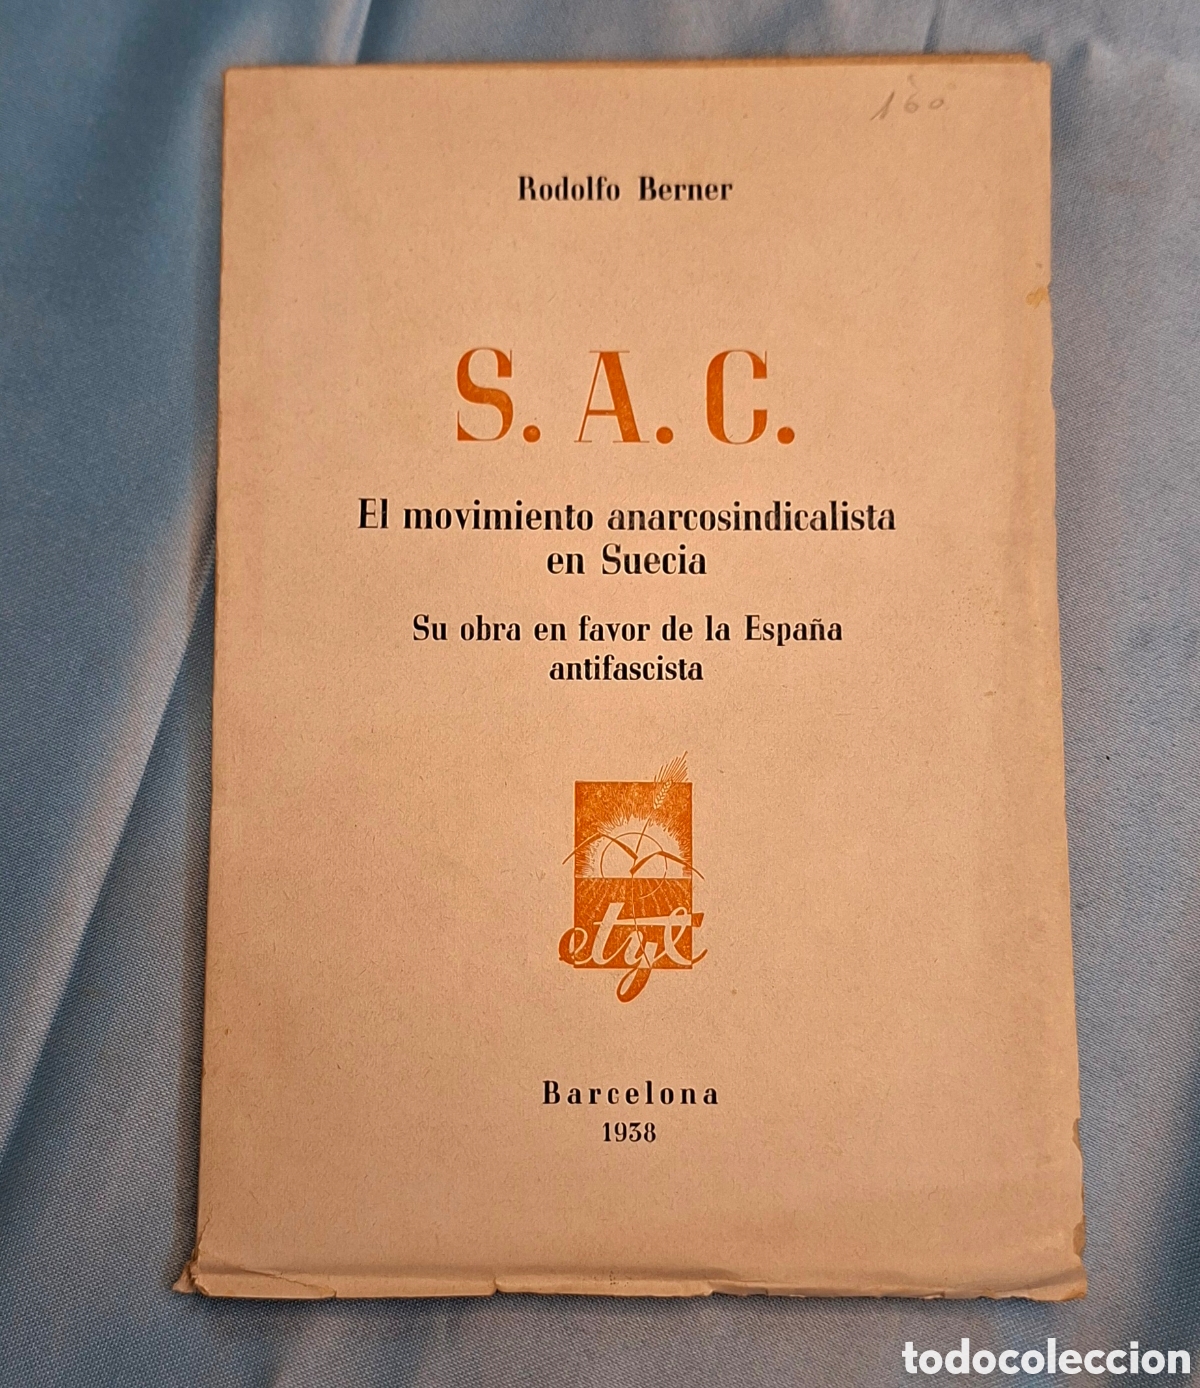 160
Rodolfo Berner
S. A. C.
El movimiento anarcosindicalista
en Suecia
Su obra en favor de la España
antifascista
etyl
Barcelona
1938
todocoleccion